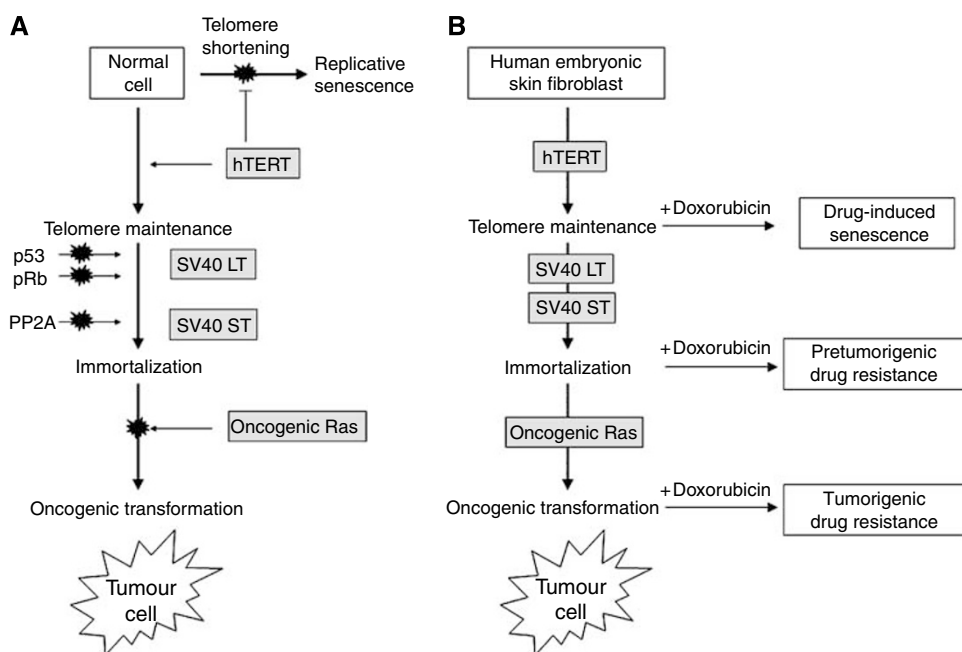 A
Normal
cell
Telomere
shortening
Replicative
senescence
hTERT
Telomere maintenance
p53
pRb
SV40 LT
PP2A
SV40 ST
Immortalization
Oncogenic Ras
Oncogenic transformation
Tumour
cell
B
Human embryonic
skin fibroblast
hTERT
Telomere maintenance
+Doxorubicin
Drug-induced
senescence
SV40 LT
SV40 ST
Immortalization
+Doxorubicin
Pretumorigenic
drug resistance
Oncogenic Ras
Oncogenic transformation
+Doxorubicin
Tumorigenic
drug resistance
Tumour
cell